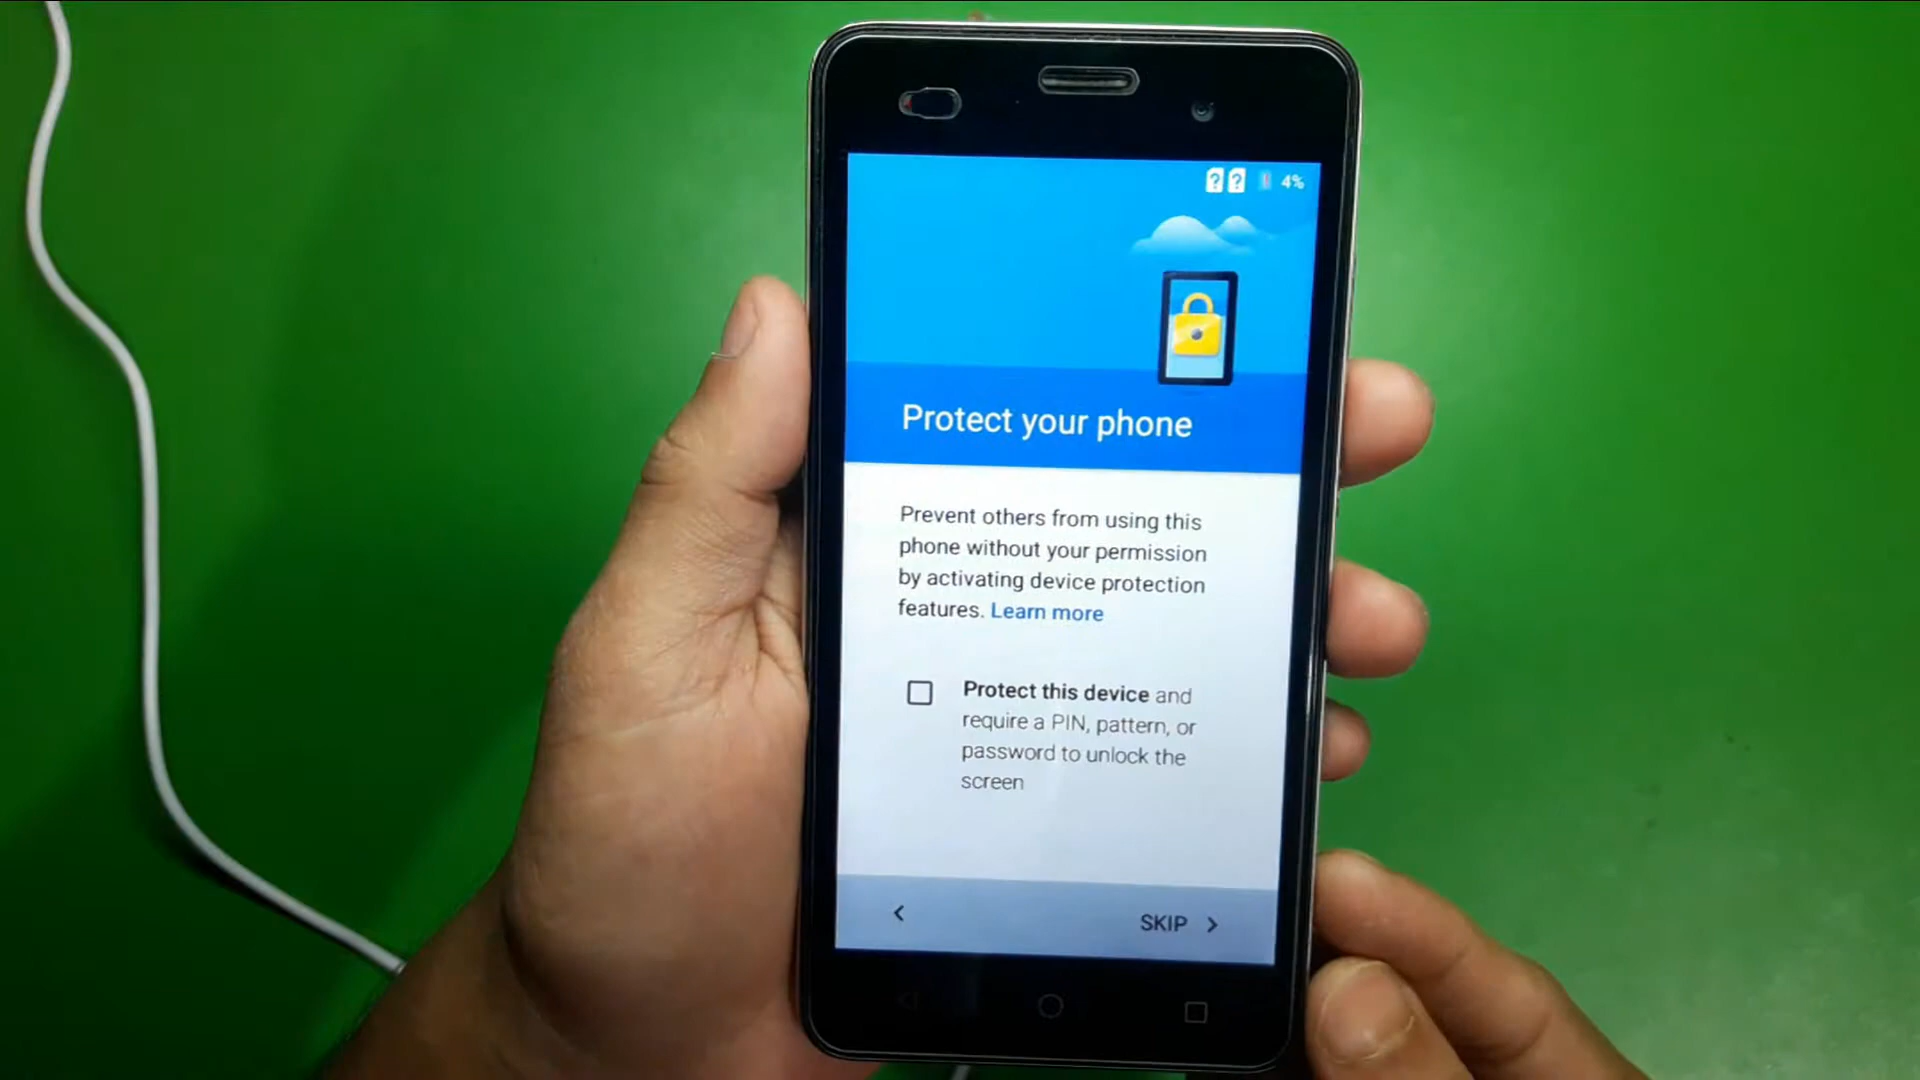 4%
Protect your phone
Prevent others from using this
phone without your permission
by activating device protection
features. Learn more
Protect this device and
require a PIN, pattern, or
password to unlock the
screen
SKIP